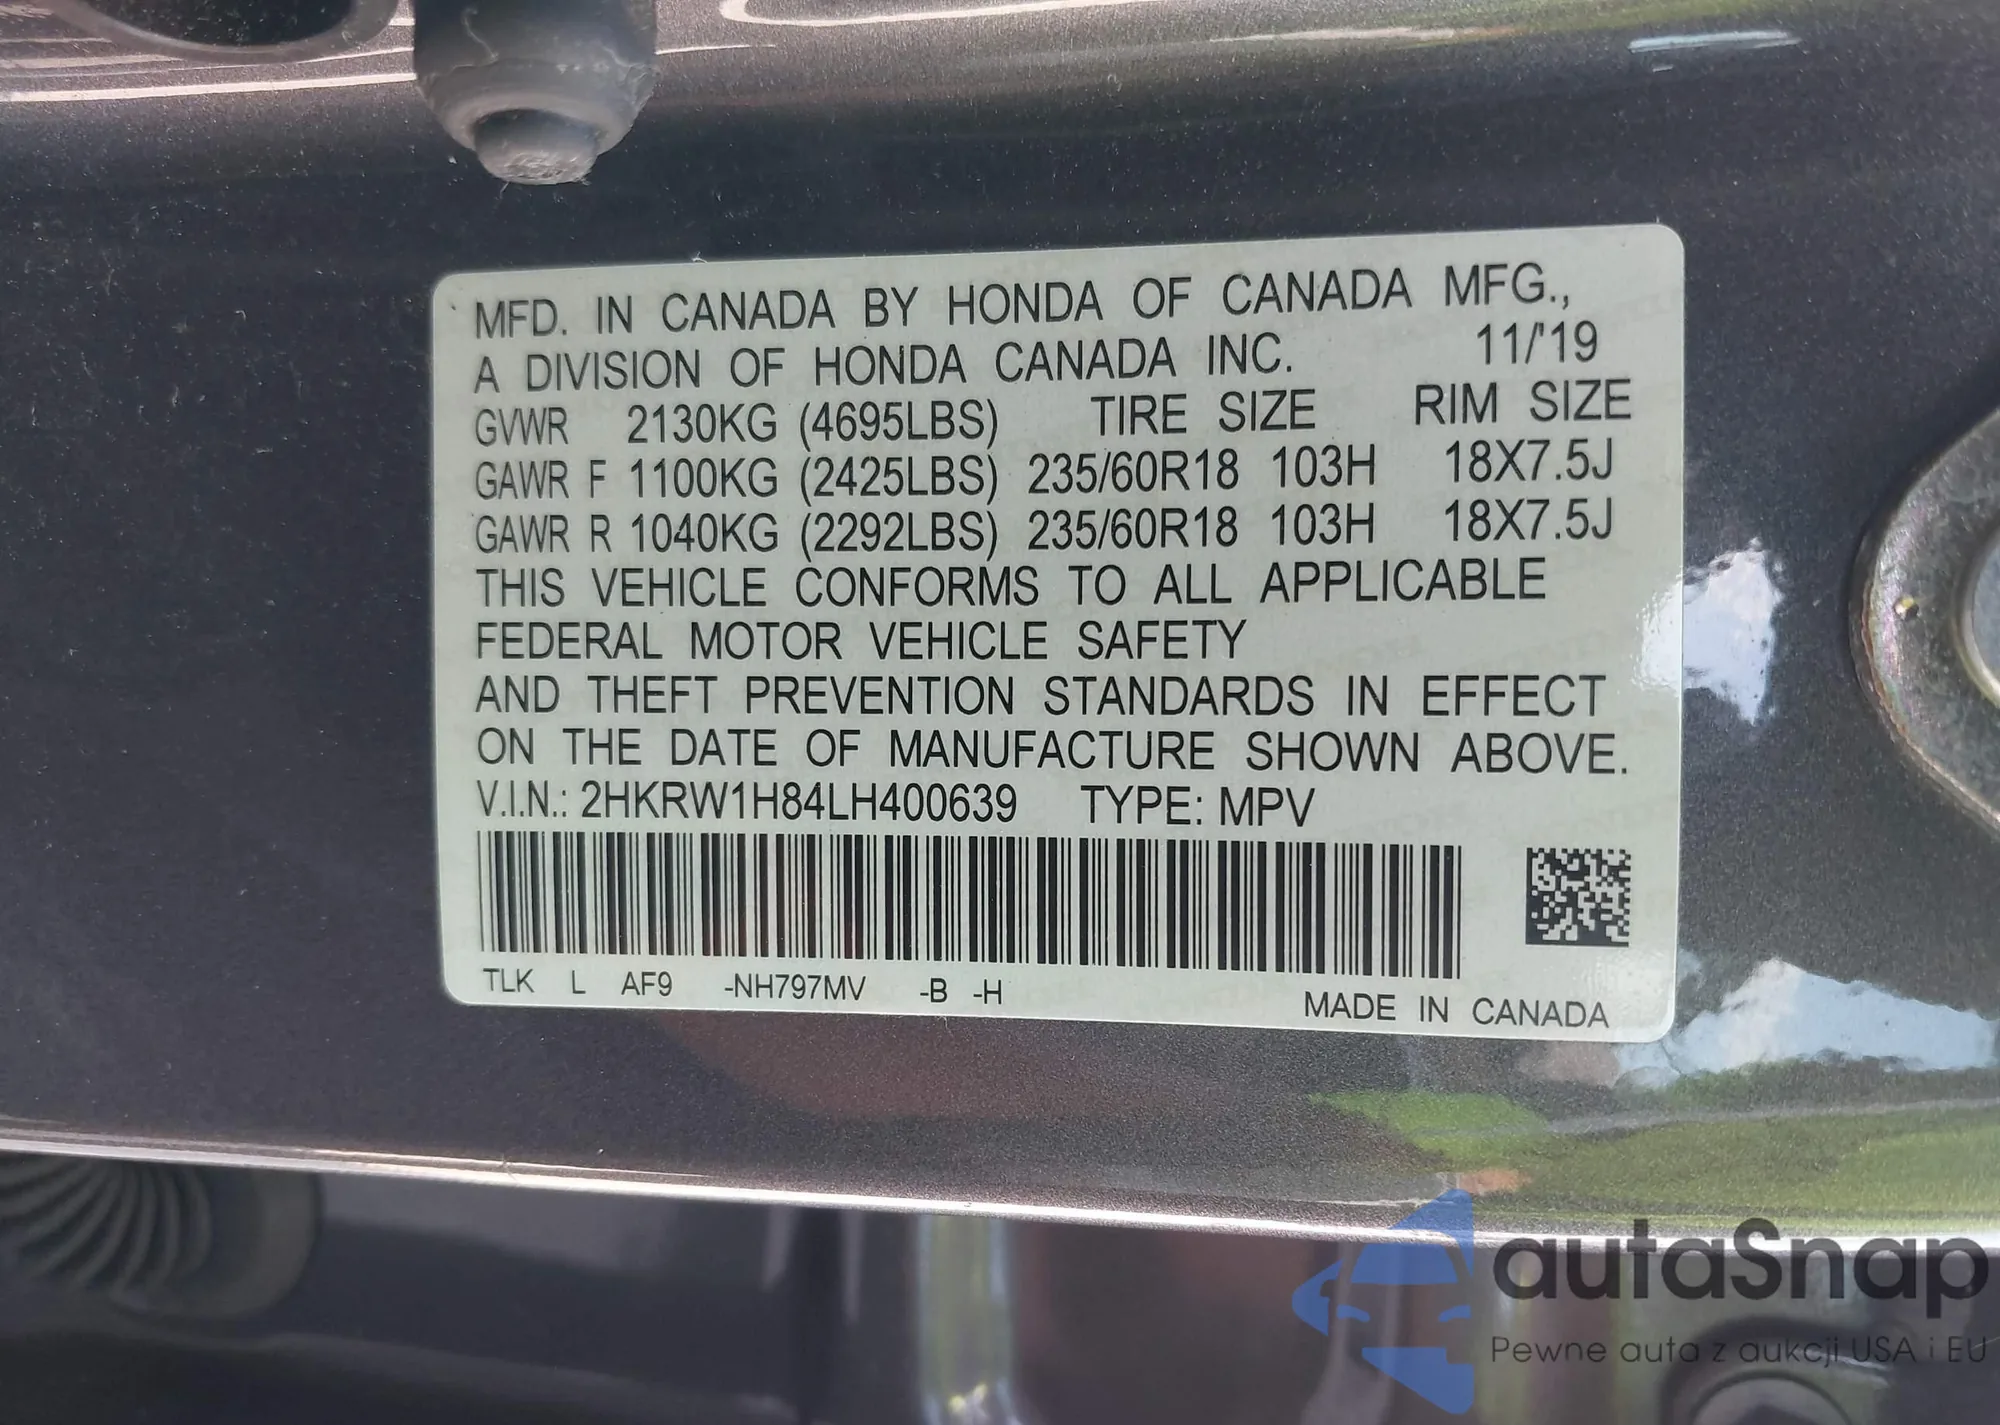 MFD. IN CANADA BY HONDA OF CANADA MFG.,
A DIVISION OF HONDA CANADA INC. 11/'19
GVWR 2130KG (4695LBS) TIRE SIZE RIM SIZE
GAWR F 1100KG (2425LBS) 235/60R18 103H 18X7.5J
GAWR R 1040KG (2292LBS) 235/60R18 103H 18X7.5J
THIS VEHICLE CONFORMS TO ALL APPLICABLE
FEDERAL MOTOR VEHICLE SAFETY
AND THEFT PREVENTION STANDARDS IN EFFECT
ON THE DATE OF MANUFACTURE SHOWN ABOVE.
V.I.N.: 2HKRW1H84LH400639 TYPE: MPV
TLK L AF9 -NH797MV -B -H
MADE IN CANADA
autaSnap
Pewne auta z aukcji USA i EU